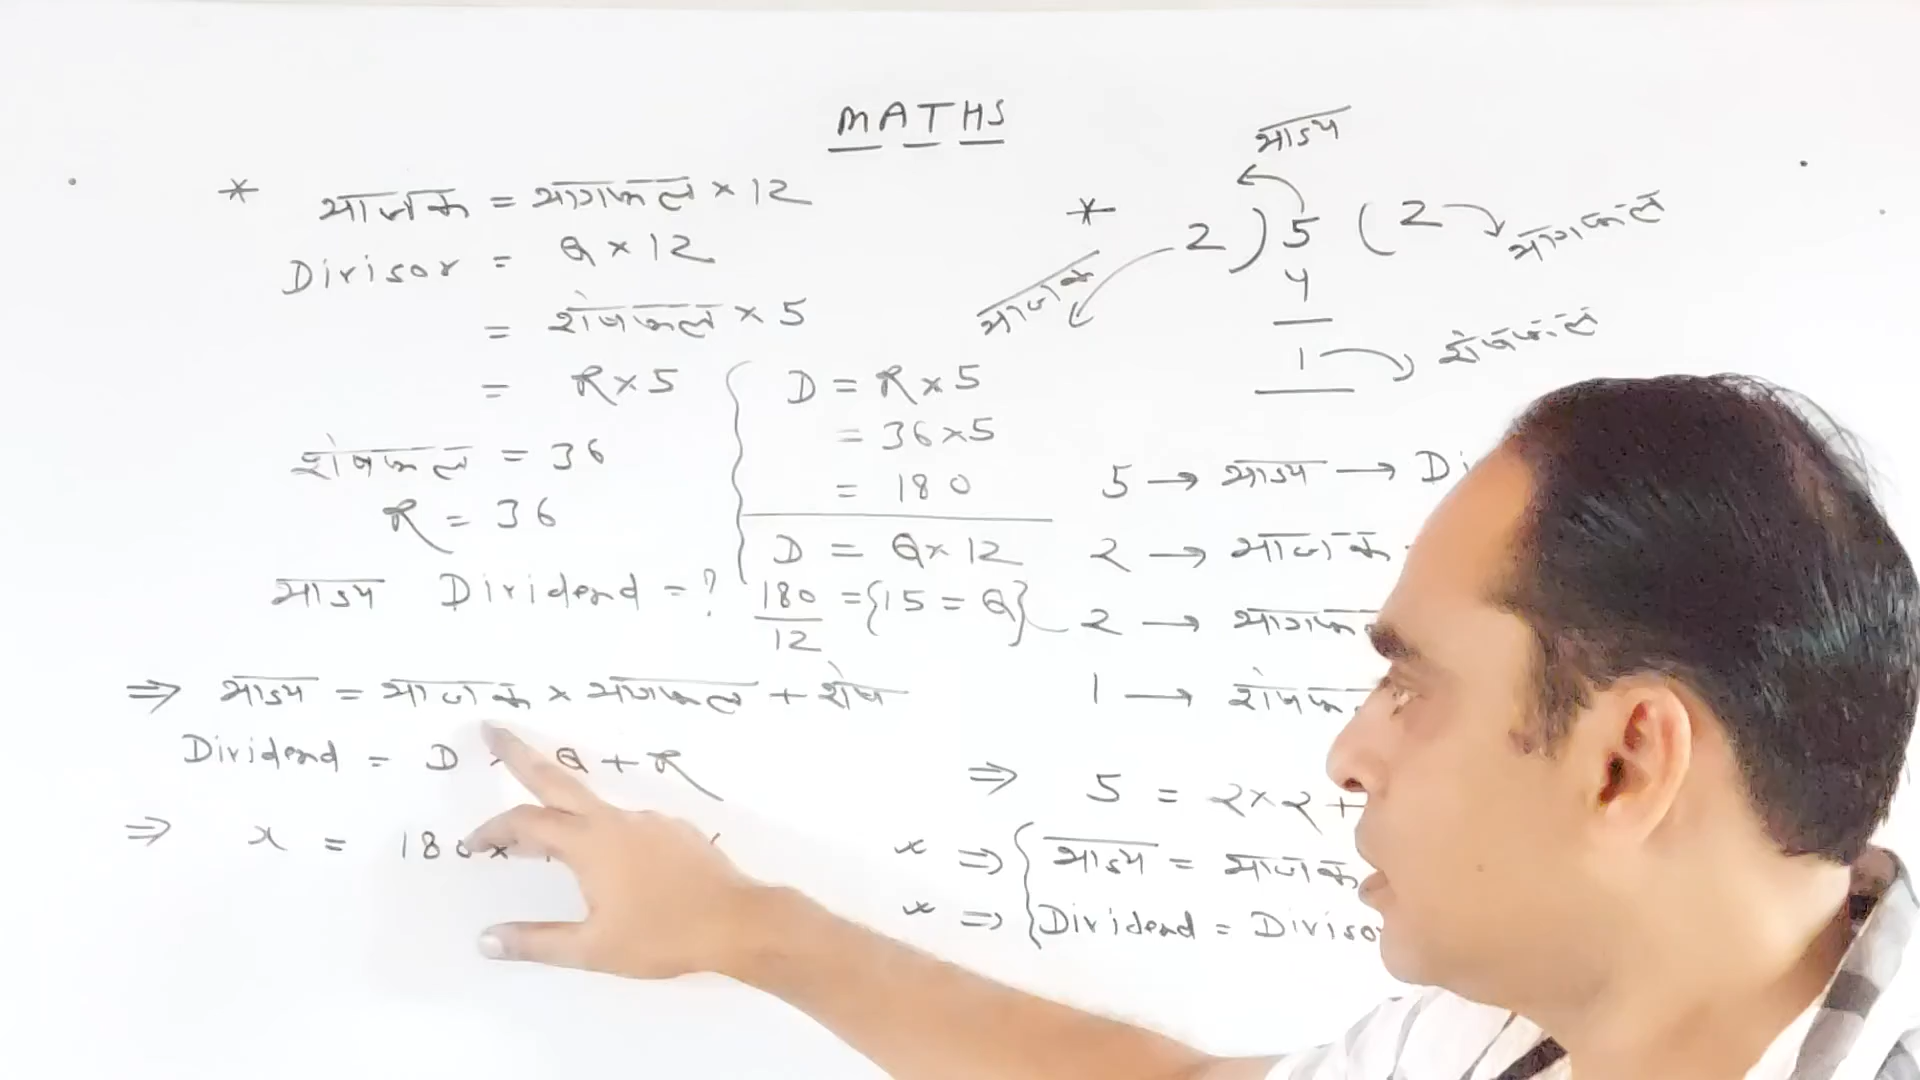 MATHS
* भाजक = भागफल × 12
Divisor = Q × 12
= शेषफल × 5
= R × 5
शेषफल = 36
R = 36
भाज्य Dividend = ?
D = R × 5
= 36 × 5
= 180
D = Q × 12
180/12 = {15 = Q}
⇒ भाज्य = भाजक × भागफल + शेष
Dividend = D × Q + R
⇒ x = 180 ×
भाज्य
* 2 ) 5 ( 2 भागफल
भाजक
4
1 शेषफल
5 → भाज्य →
2 → भाजक
2 →
1 →
⇒ 5 = 2 × 2 +
× ⇒ { भाज्य = भाजक
× ⇒ { Dividend = Divisor